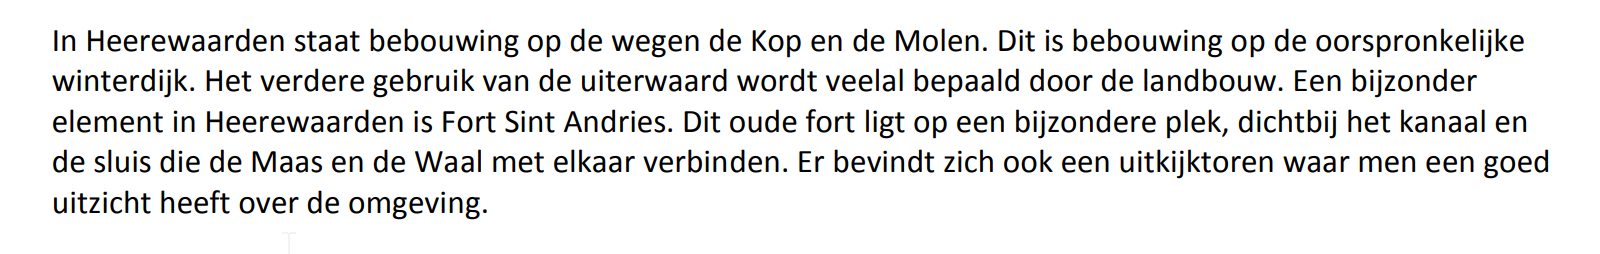 In Heerewaarden staat bebouwing op de wegen de Kop en de Molen. Dit is bebouwing op de oorspronkelijke
winterdijk. Het verdere gebruik van de uiterwaard wordt veelal bepaald door de landbouw. Een bijzonder
element in Heerewaarden is Fort Sint Andries. Dit oude fort ligt op een bijzondere plek, dichtbij het kanaal en
de sluis die de Maas en de Waal met elkaar verbinden. Er bevindt zich ook een uitkijktoren waar men een goed
uitzicht heeft over de omgeving.